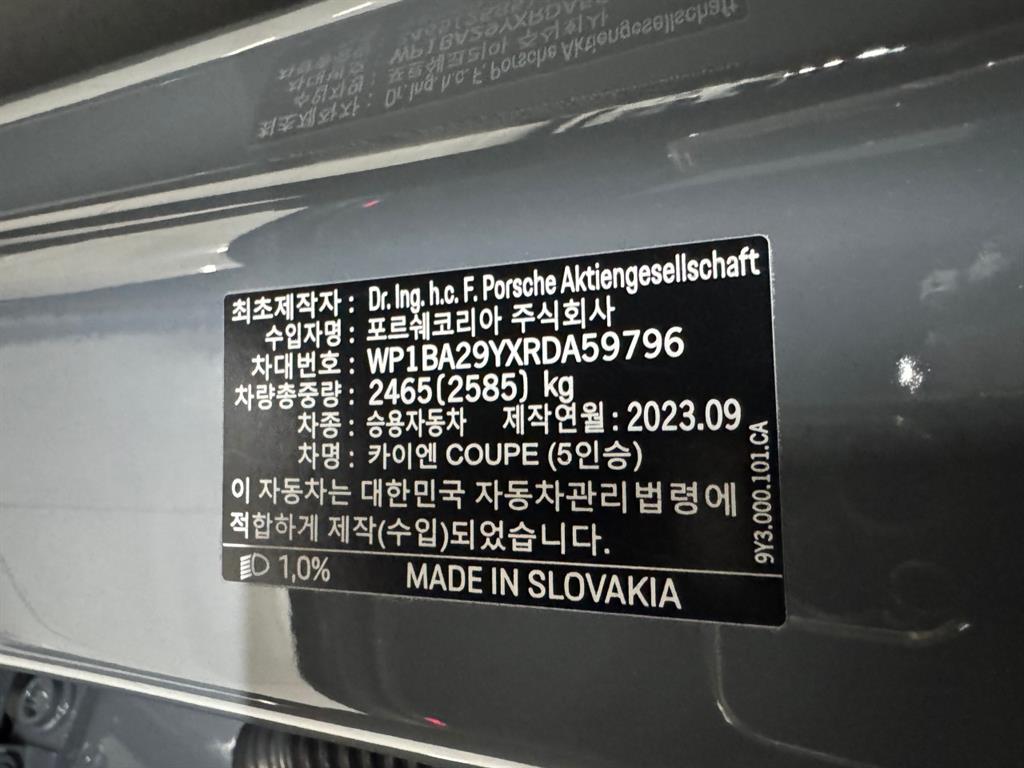 최초제작자 : Dr. Ing. h.c. F. Porsche Aktiengesellschaft
수입자명 : 포르쉐코리아 주식회사
차대번호 : WP1BA29YXRDA59796
차량총중량 : 2465(2585) kg
차종 : 승용자동차 제작연월 : 2023.09
차명 : 카이엔 COUPE (5인승)
이 자동차는 대한민국 자동차관리법령에
적합하게 제작(수입)되었습니다.
1,0% MADE IN SLOVAKIA
9Y3.000.101.CA